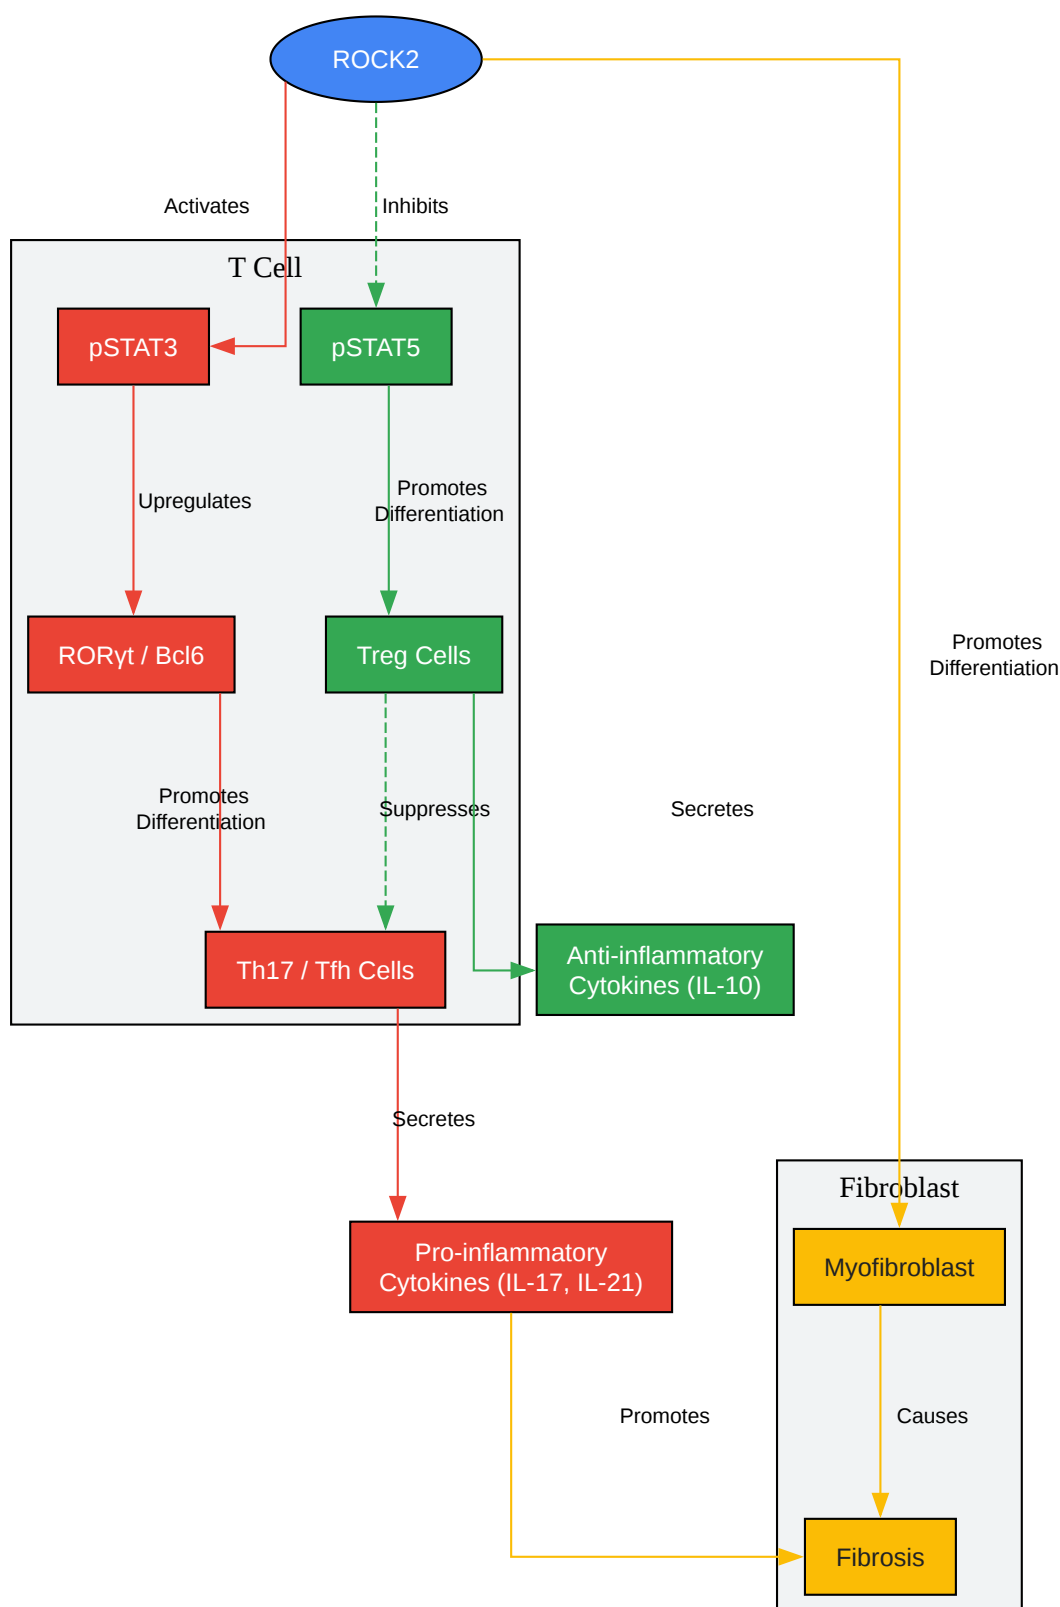 ROCK2
Activates
Inhibits
T Cell
pSTAT3
pSTAT5
Upregulates
Promotes
Differentiation
RORγt / Bcl6
Treg Cells
Promotes
Differentiation
Promotes
Differentiation
Suppresses
Secretes
Th17 / Tfh Cells
Anti-inflammatory
Cytokines (IL-10)
Secretes
Fibroblast
Pro-inflammatory
Cytokines (IL-17, IL-21)
Myofibroblast
Promotes
Causes
Fibrosis